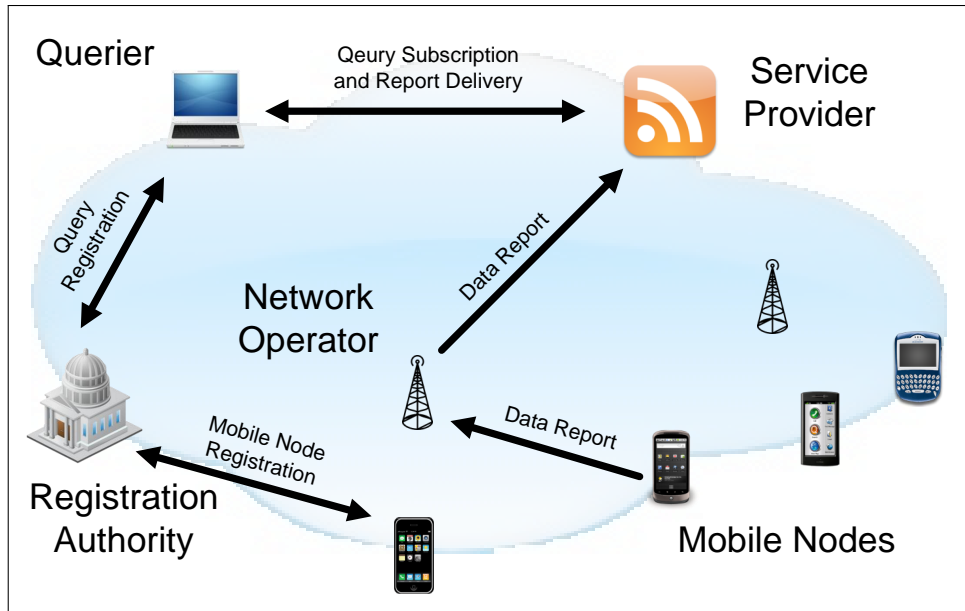 Querier
Qeury Subscription
and Report Delivery
Service
Provider
Query
Registration
Data Report
Network
Operator
Data Report
Mobile Node
Registration
Registration
Authority
Mobile Nodes